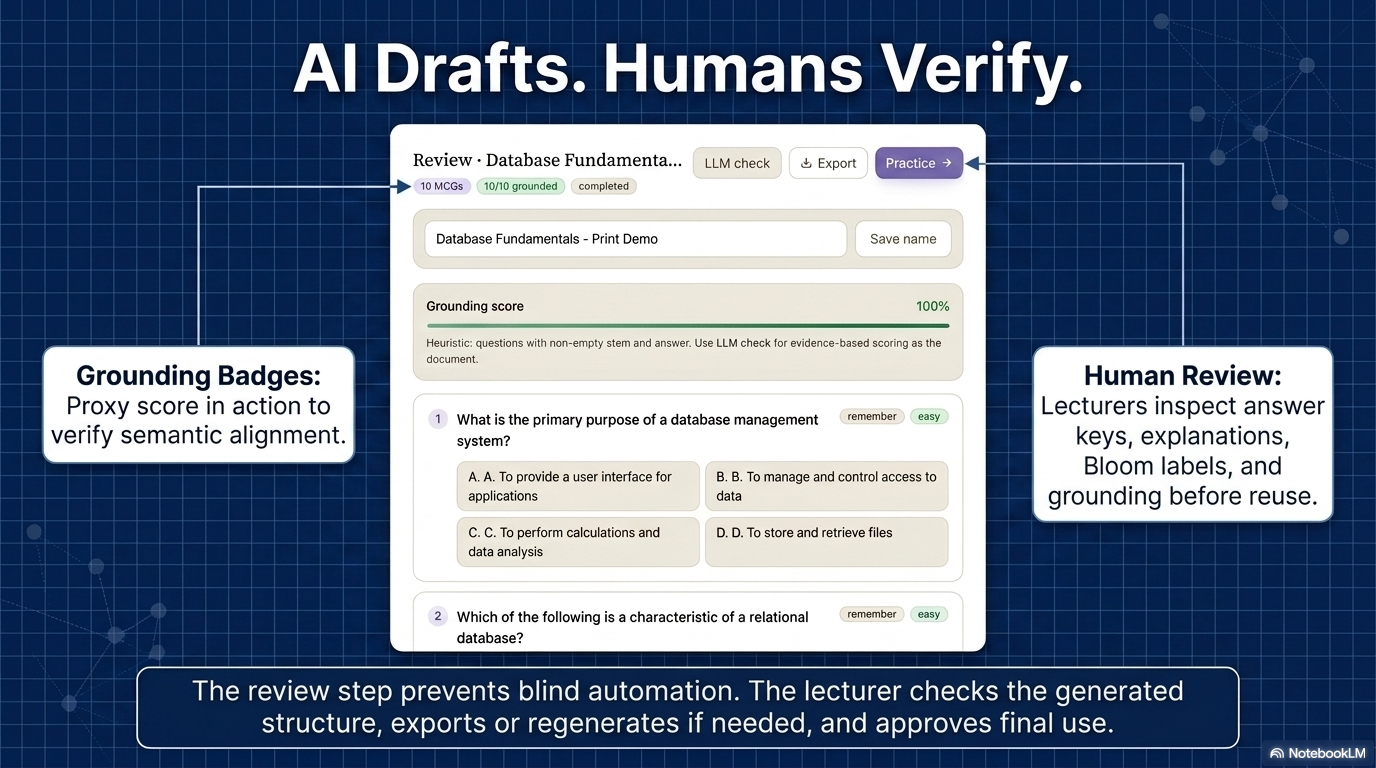 AI Drafts. Humans Verify.
Review · Database Fundamenta...
LLM check
Export
Practice →
10 MCGs
10/10 grounded
completed
Database Fundamentals - Print Demo
Save name
Grounding score
100%
Heuristic: questions with non-empty stem and answer. Use LLM check for evidence-based scoring as the
document.
Grounding Badges:
Proxy score in action to
verify semantic alignment.
Human Review:
Lecturers inspect answer
keys, explanations,
Bloom labels, and
grounding before reuse.
1
What is the primary purpose of a database management
system?
remember
easy
A. A. To provide a user interface for
applications
B. B. To manage and control access to
data
C. C. To perform calculations and
data analysis
D. D. To store and retrieve files
2
Which of the following is a characteristic of a relational
database?
remember
easy
The review step prevents blind automation. The lecturer checks the generated
structure, exports or regenerates if needed, and approves final use.
NotebookLM